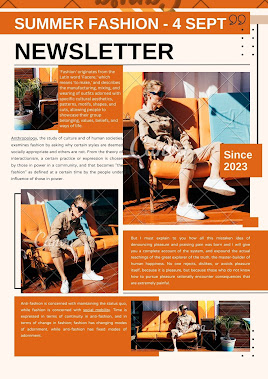 SUMMER FASHION - 4 SEPT
NEWSLETTER
Fashion originates from the
Latin word 'Facere,' which
means 'to make,' and describes
the manufacturing, mixing, and
wearing of outfits adorned with
specific cultural aesthetics,
patterns, motifs, shapes, and
cuts, allowing people to
showcase their group
belonging, values, beliefs, and
ways of life.
Anthropology, the study of culture and of human societies,
examines fashion by asking why certain styles are deemed
socially appropriate and others are not. From the theory of
interactionism, a certain practice or expression is chosen
by those in power in a community, and that becomes "the
fashion" as defined at a certain time by the people under
influence of those in power.
Since
2023
But I must explain to you how all this mistaken idea of
denouncing pleasure and praising pain was born and I will give
you a complete account of the system, and expound the actual
teachings of the great explorer of the truth, the master-builder of
human happiness. No one rejects, dislikes, or avoids pleasure
itself, because it is pleasure, but because those who do not know
how to pursue pleasure rationally encounter consequences that
are extremely painful.
Anti-fashion is concerned with maintaining the status quo,
while fashion is concerned with social mobility. Time is
expressed in terms of continuity in anti-fashion, and in
terms of change in fashion; fashion has changing modes
of adornment, while anti-fashion has fixed modes of
adornment.